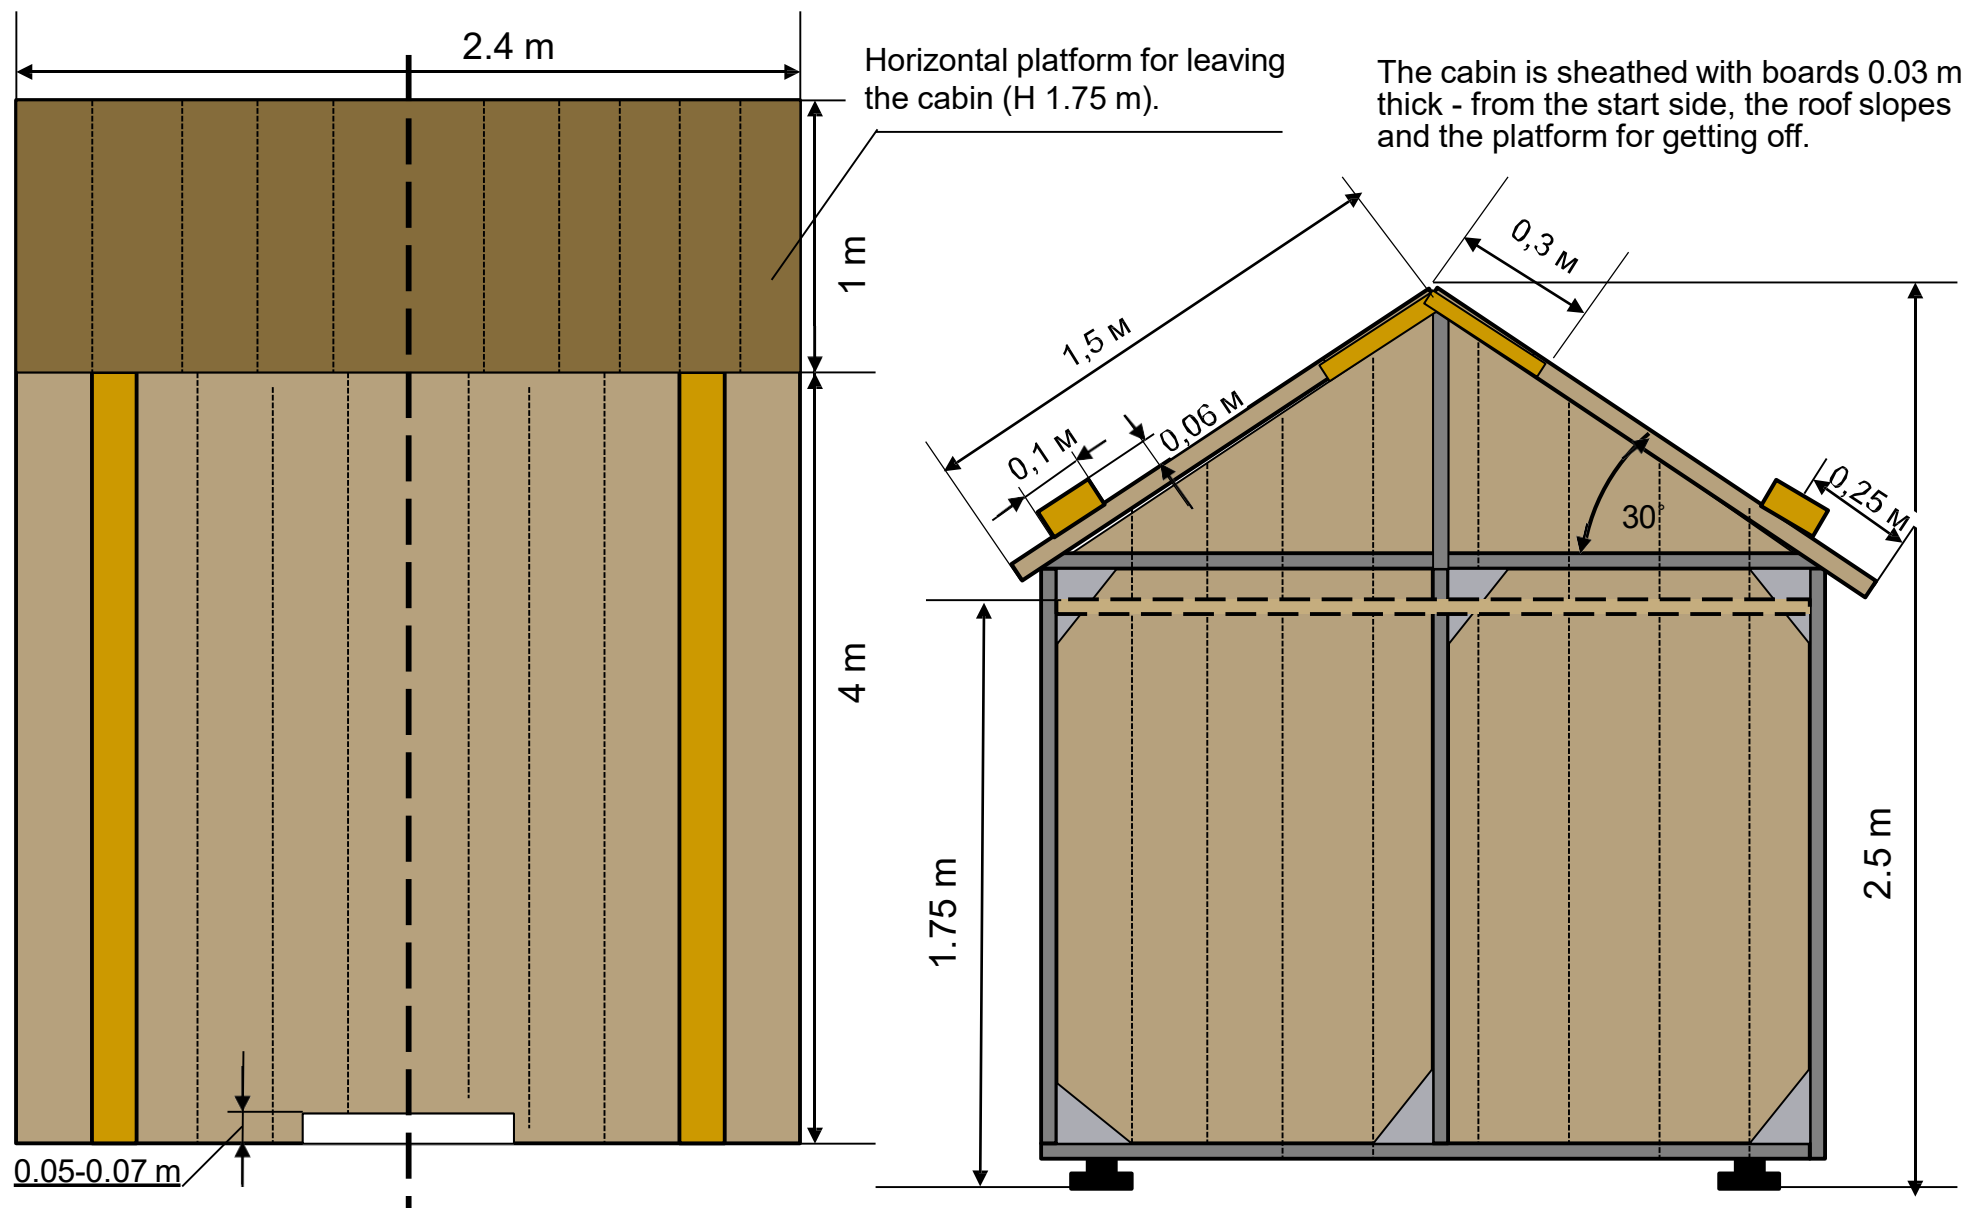 2.4 m
Horizontal platform for leaving
the cabin (H 1.75 m).
The cabin is sheathed with boards 0.03 m
thick - from the start side, the roof slopes
and the platform for getting off.
1 m
4 m
0.05-0.07 m
1,5 м
0,3 м
0,1 м
0,06 м
30°
0,25 м
1.75 m
2.5 m